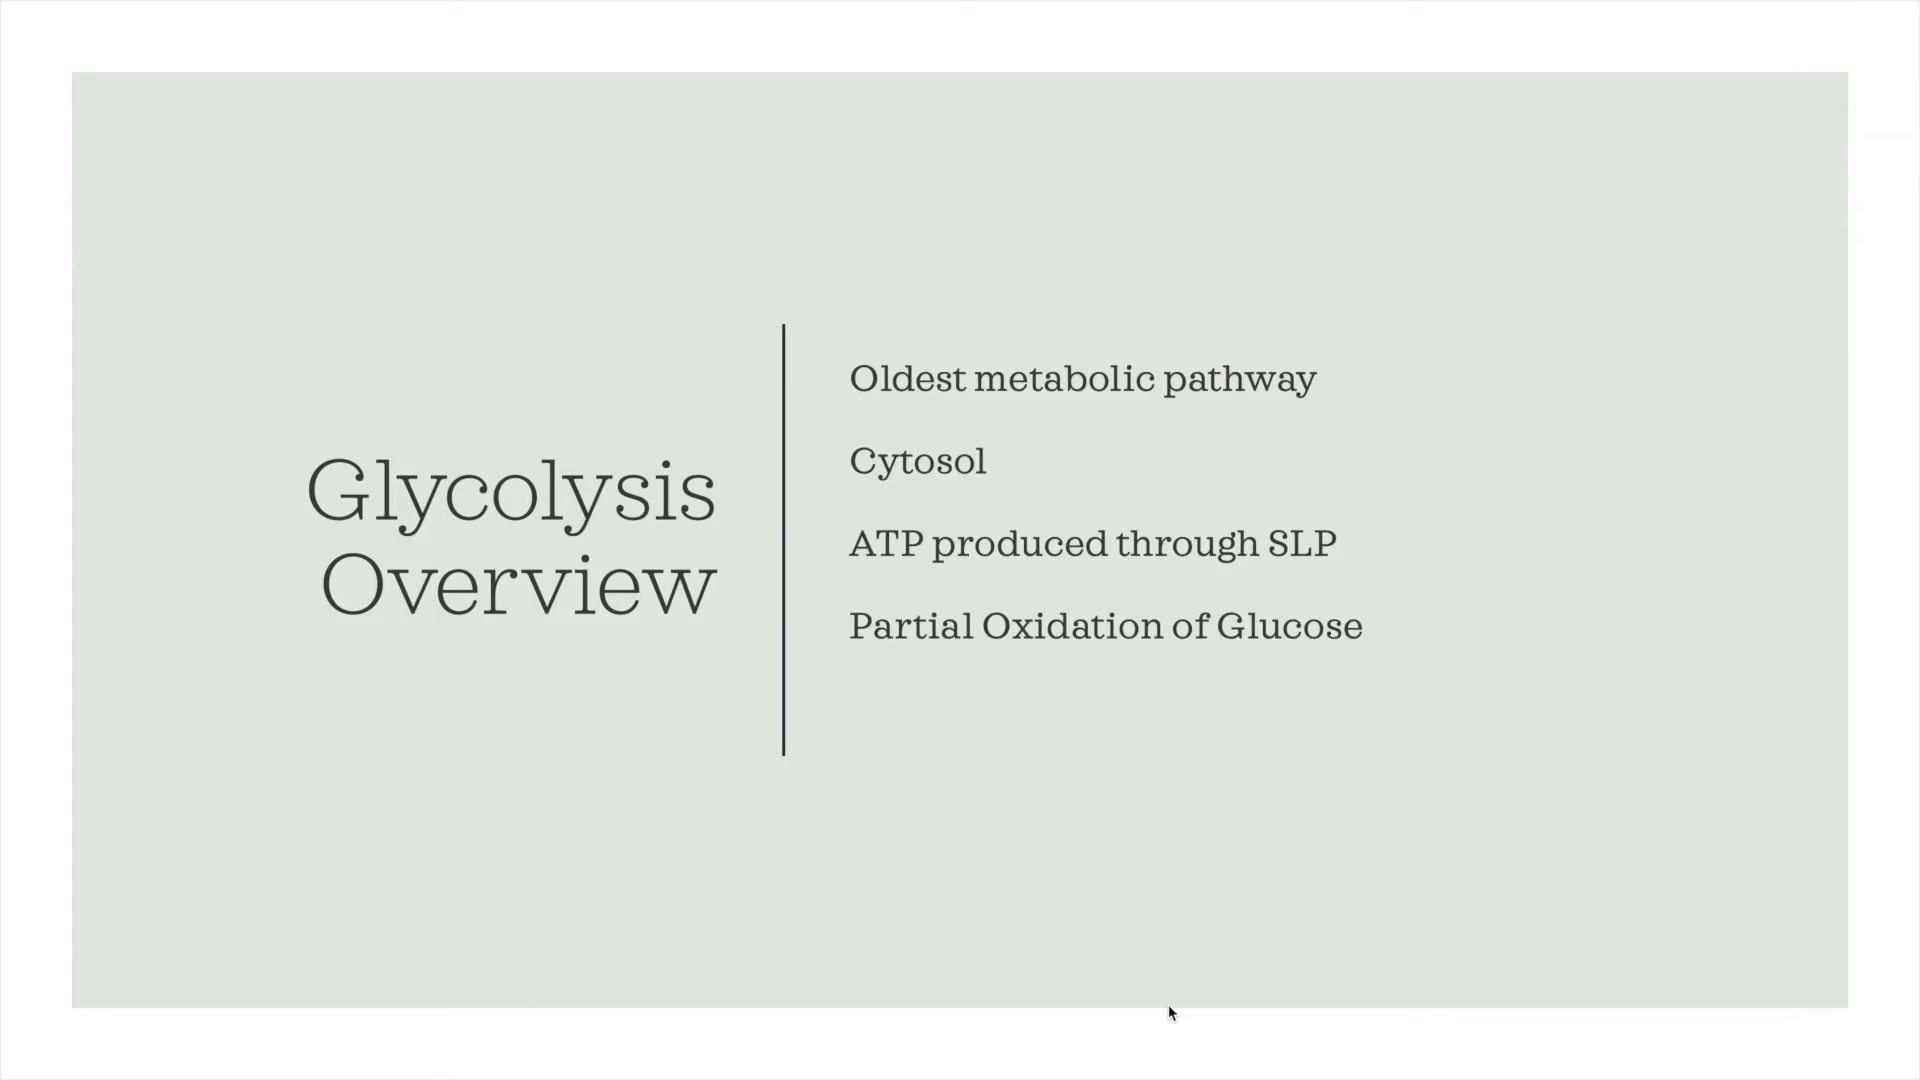 Glycolysis
Overview
Oldest metabolic pathway
Cytosol
ATP produced through SLP
Partial Oxidation of Glucose